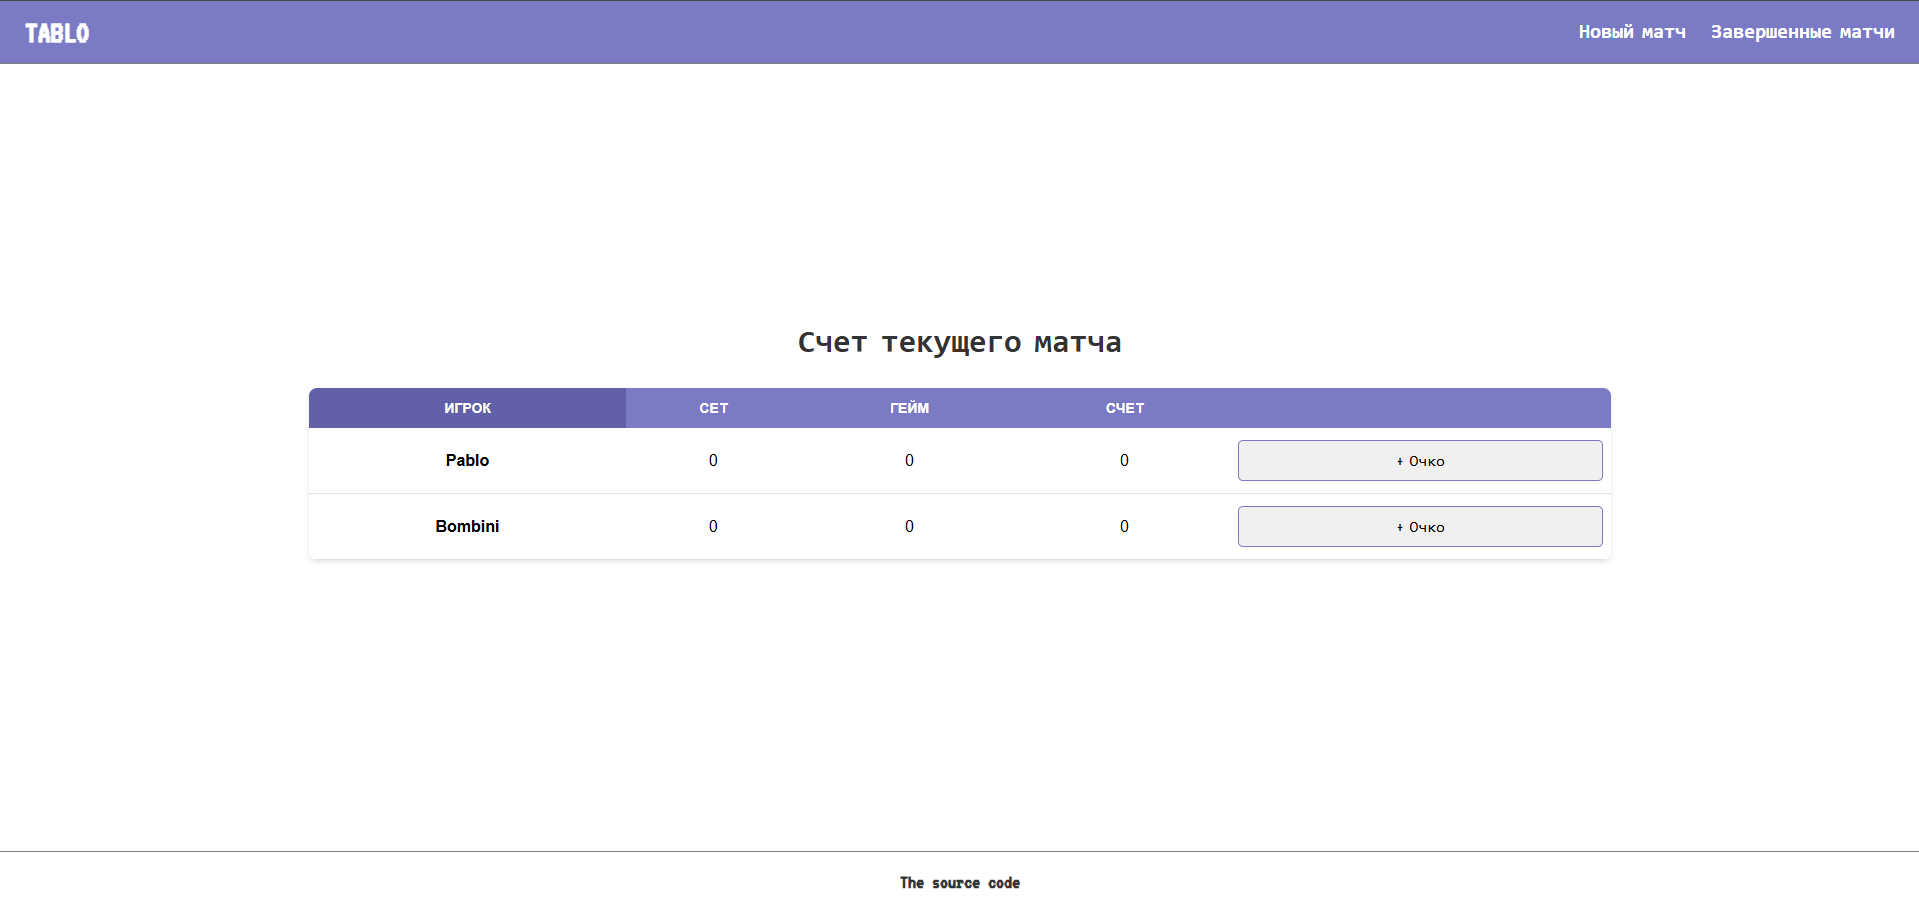 TABLO Новый матч Завершенные матчи
Счет текущего матча
ИГРОК СЕТ ГЕЙМ СЧЕТ
Pablo 0 0 0 + Очко
Bombini 0 0 0 + Очко
The source code